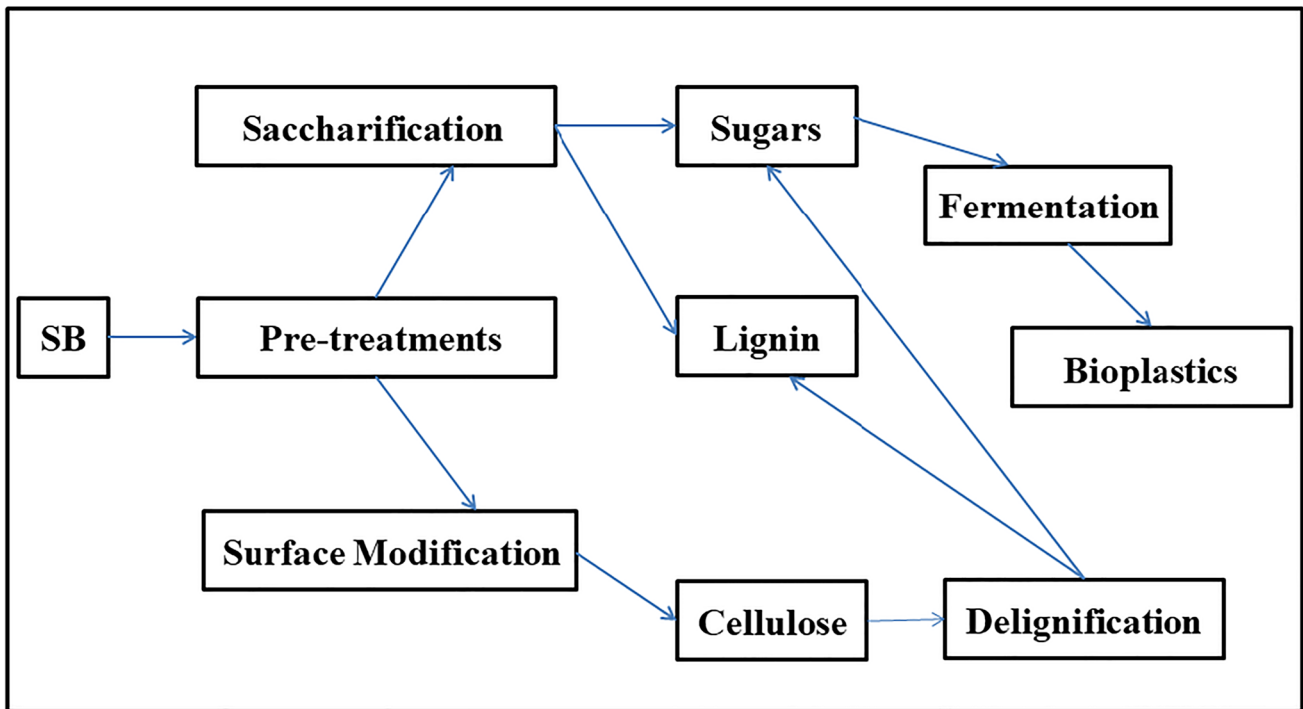 Saccharification
Sugars
Fermentation
SB
Pre-treatments
Lignin
Bioplastics
Surface Modification
Cellulose
Delignification